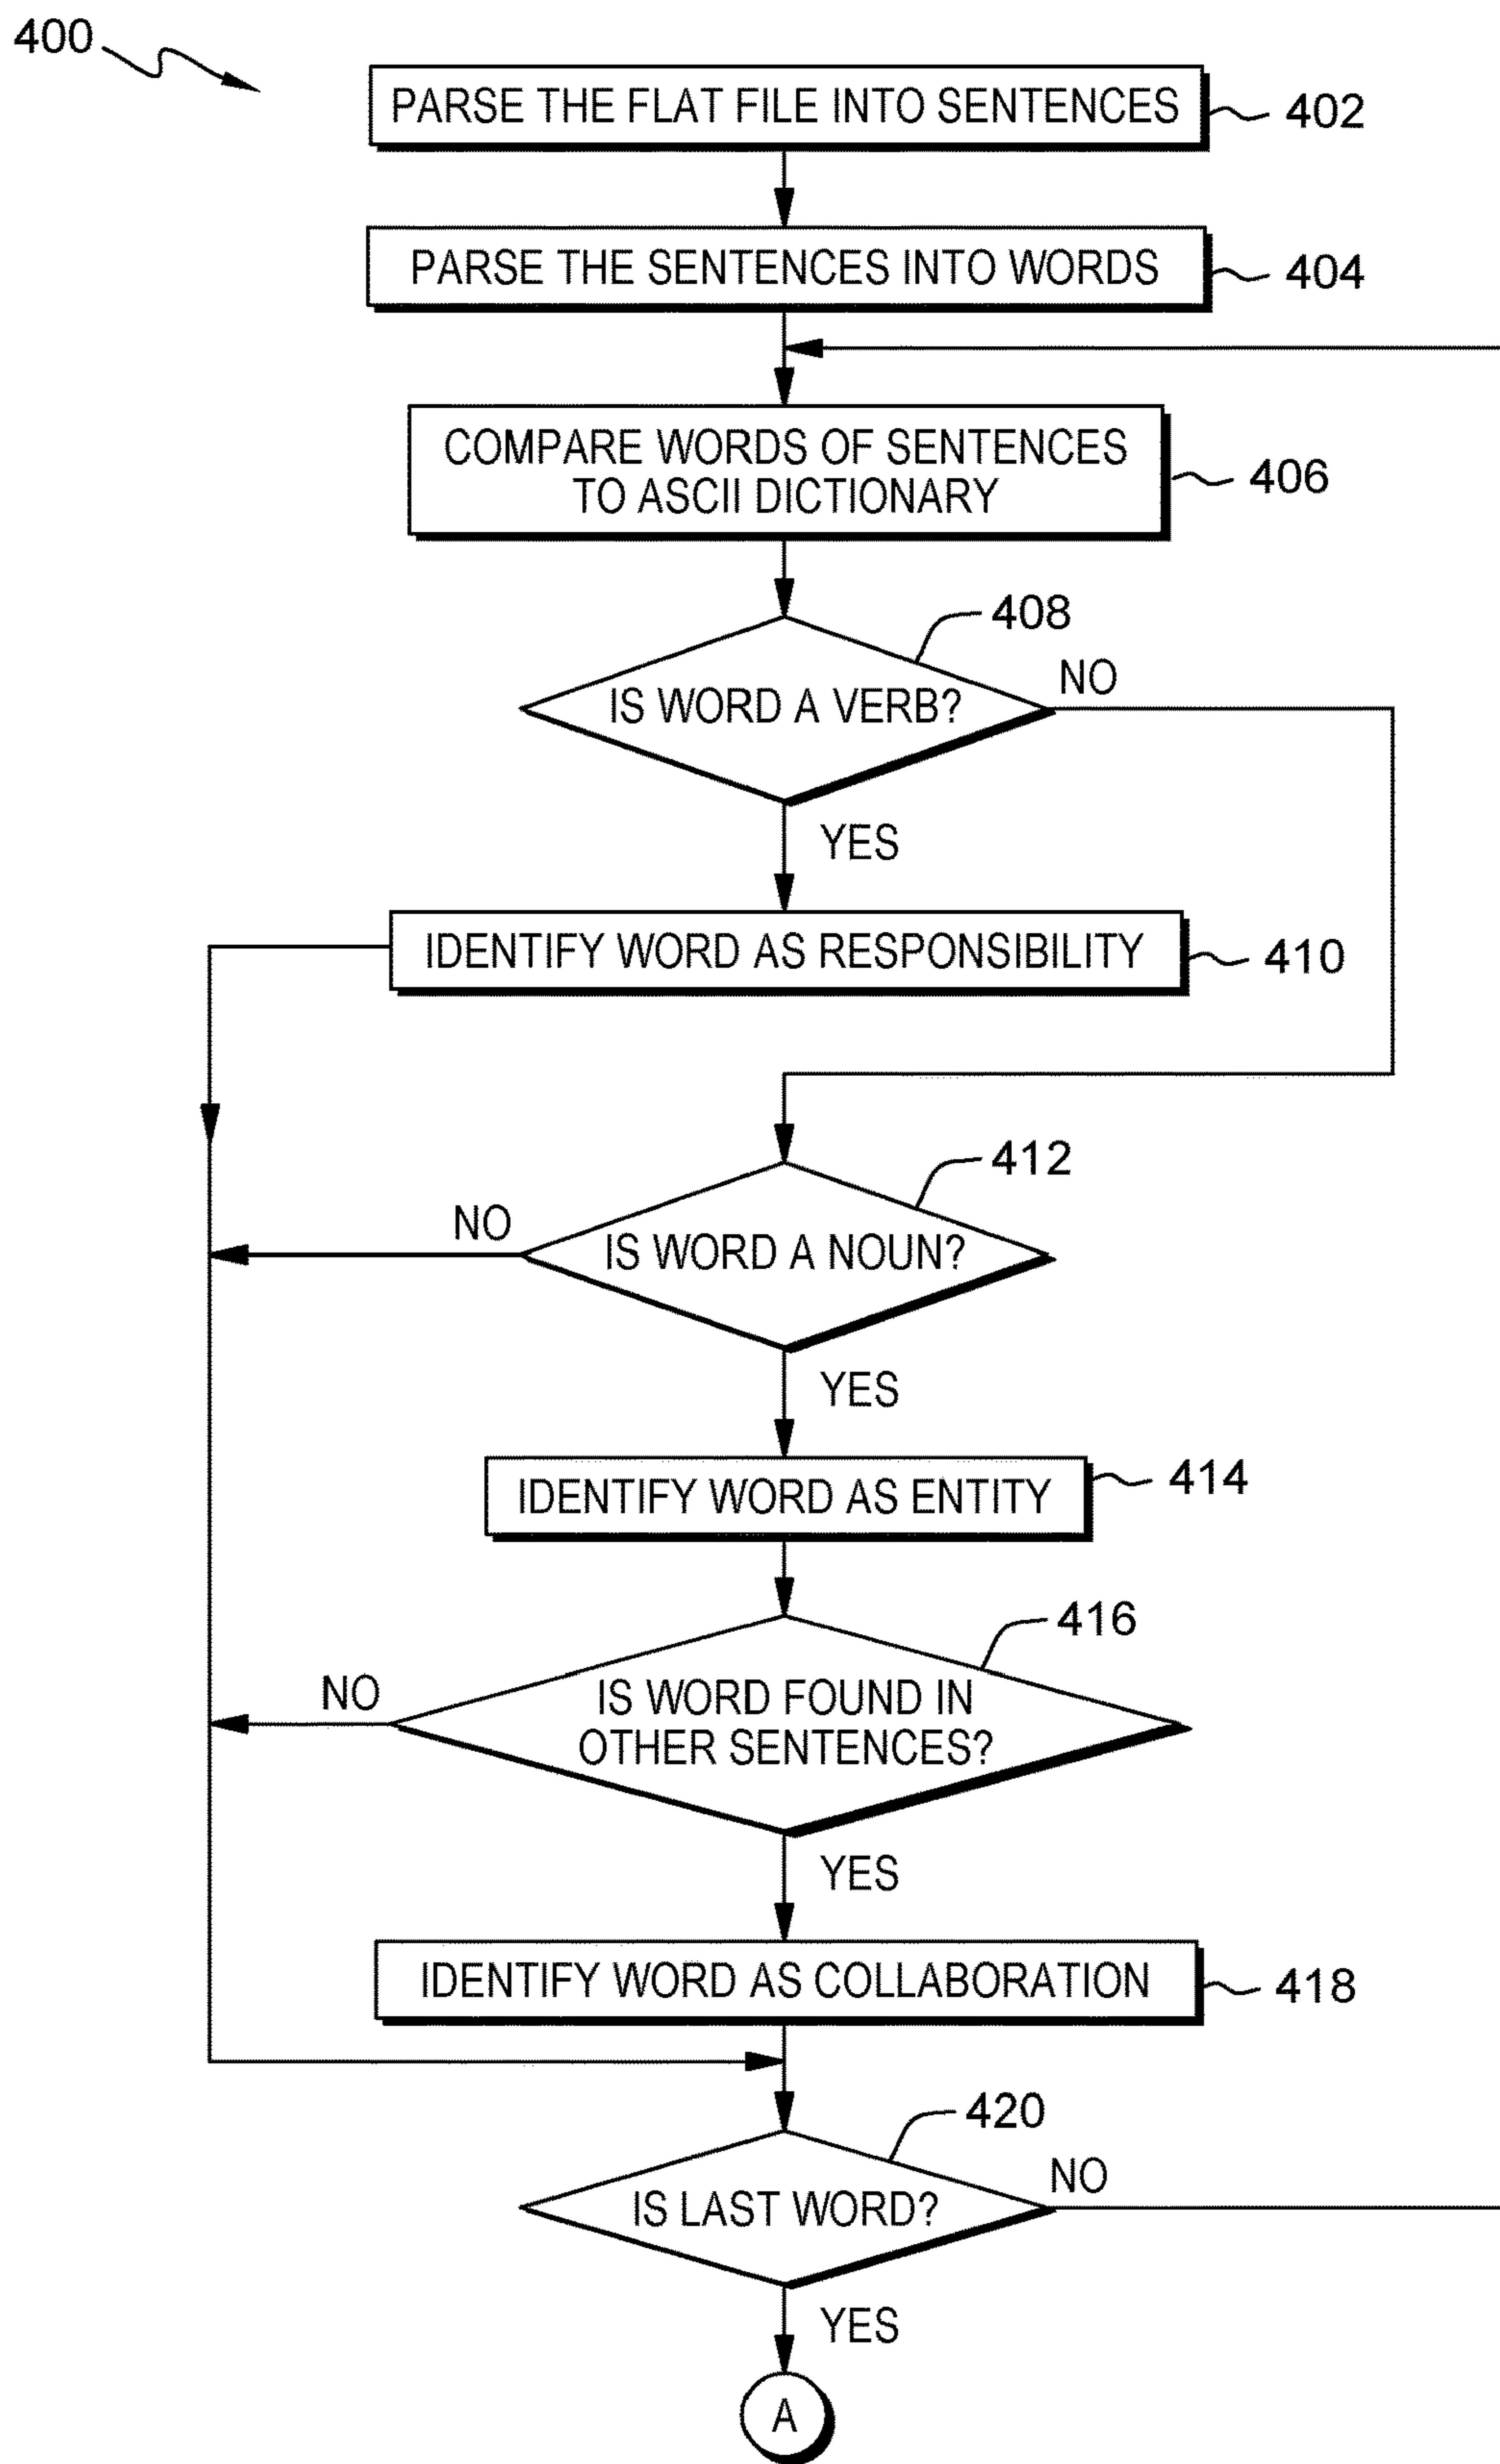 400
PARSE THE FLAT FILE INTO SENTENCES
402
PARSE THE SENTENCES INTO WORDS
404
COMPARE WORDS OF SENTENCES
TO ASCII DICTIONARY
406
408
IS WORD A VERB?
NO
YES
IDENTIFY WORD AS RESPONSIBILITY
410
412
NO
IS WORD A NOUN?
YES
IDENTIFY WORD AS ENTITY
414
416
NO
IS WORD FOUND IN
OTHER SENTENCES?
YES
IDENTIFY WORD AS COLLABORATION
418
420
IS LAST WORD?
NO
YES
A